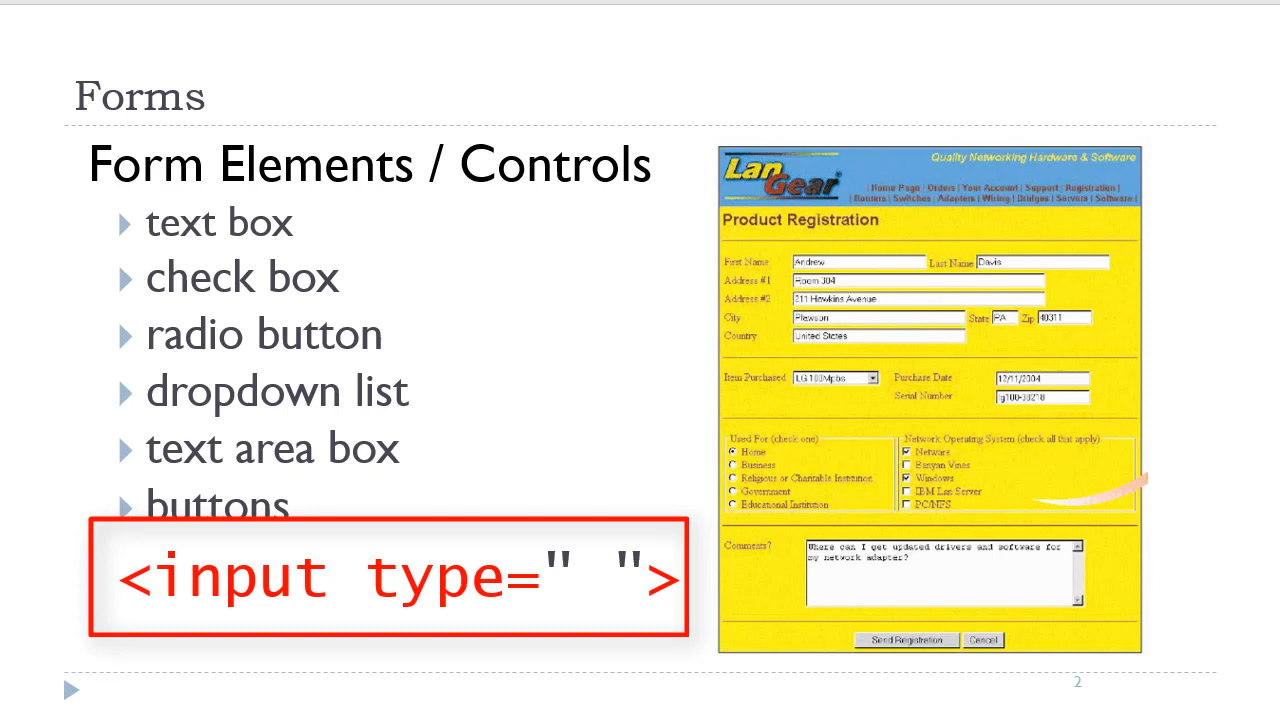 Forms
Form Elements / Controls
text box
check box
radio button
dropdown list
text area box
buttons
<input type=" ">
Lan Gear
Quality Networking Hardware & Software
| Home Page | Orders | Your Account | Support | Registration |
| Routers | Switches | Adapters | Wiring | Bridges | Servers | Software |
Product Registration
First Name Andrew Last Name Davis
Address #1 Room 304
Address #2 211 Hawkins Avenue
City Plewson State PA Zip 40311
Country United States
Item Purchased LG 100Mpbs Purchase Date 12/11/2004
Serial Number lg100-08218
Used For (check one) Network Operating System (check all that apply)
Home Netware
Business Banyan Vines
Religious or Charitable Institution Windows
Government IBM Lan Server
Educational Institution PC/NFS
Comments? Where can I get updated drivers and software for
my network adapter?
Send Registration Cancel
2